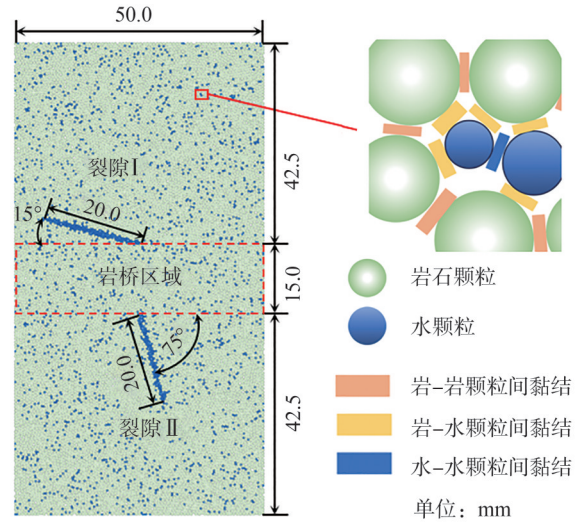 50.0
裂隙Ⅰ
15°
20.0
42.5
岩桥区域
15.0
20.0
75°
裂隙Ⅱ
42.5
岩石颗粒
水颗粒
岩-岩颗粒间黏结
岩-水颗粒间黏结
水-水颗粒间黏结
单位：mm